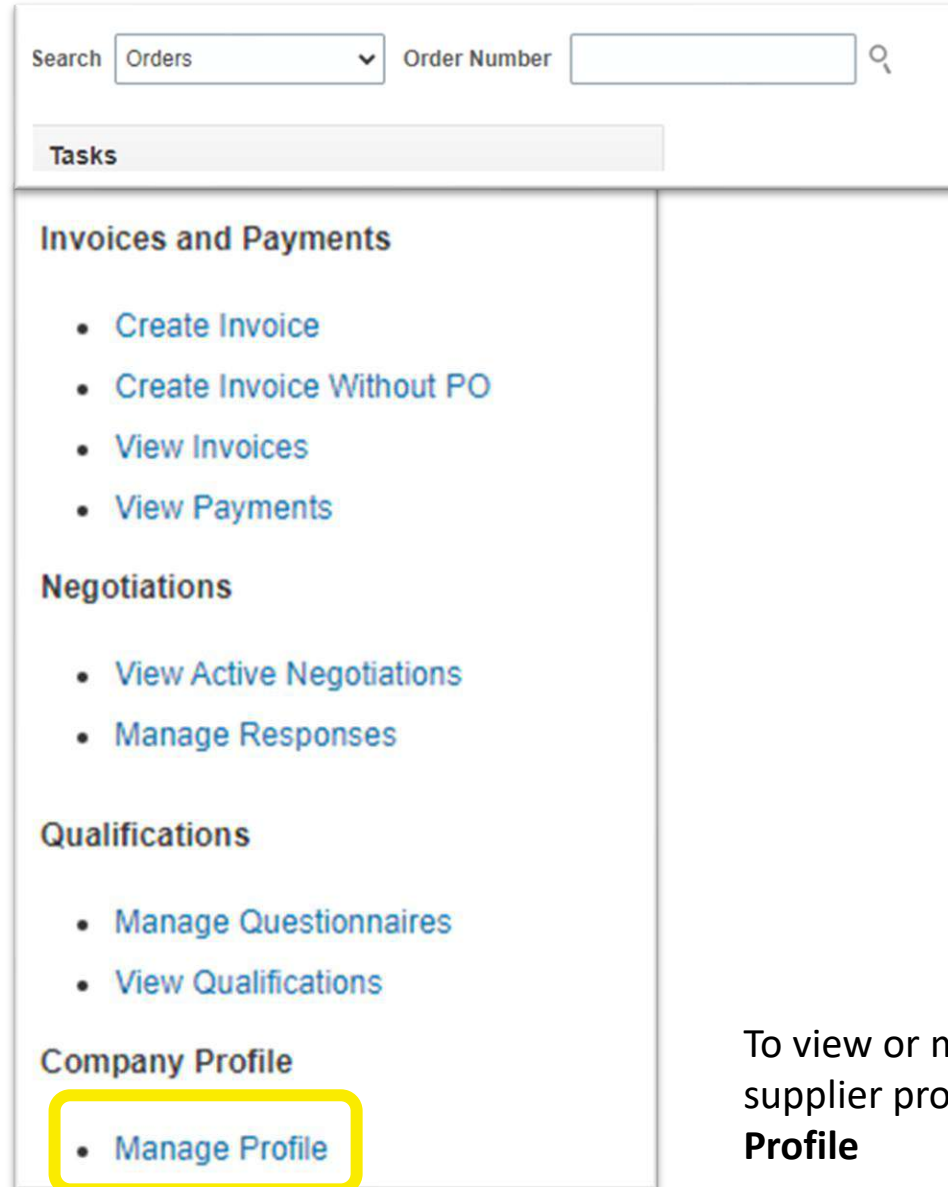 Search Orders Order Number
Tasks
Invoices and Payments
• Create Invoice
• Create Invoice Without PO
• View Invoices
• View Payments
Negotiations
• View Active Negotiations
• Manage Responses
Qualifications
• Manage Questionnaires
• View Qualifications
Company Profile
• Manage Profile
To view or
supplier
Profile